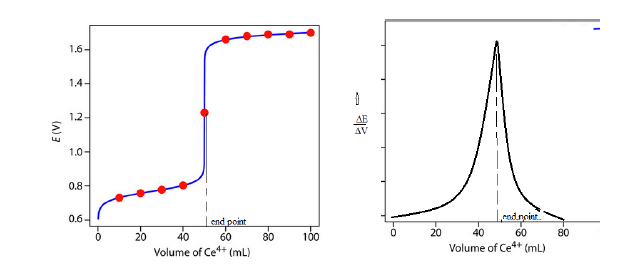 E (V)
1.6
1.4
1.2
1.0
0.8
0.6
end point
0 20 40 60 80 100
Volume of Ce4+ (mL)
ΔE
ΔV
end point
0 20 40 60 80
Volume of Ce4+ (mL)